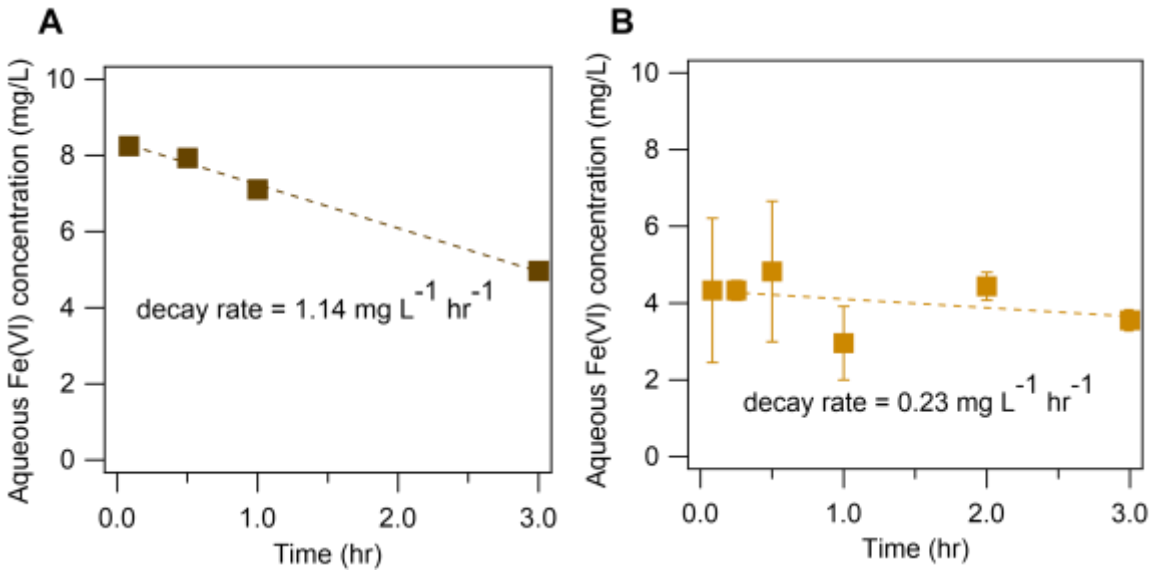 A
Aqueous Fe(VI) concentration (mg/L)
10
8
6
4
2
0
decay rate = 1.14 mg L⁻¹ hr⁻¹
0.0 1.0 2.0 3.0
Time (hr)
B
Aqueous Fe(VI) concentration (mg/L)
10
8
6
4
2
0
decay rate = 0.23 mg L⁻¹ hr⁻¹
0.0 1.0 2.0 3.0
Time (hr)